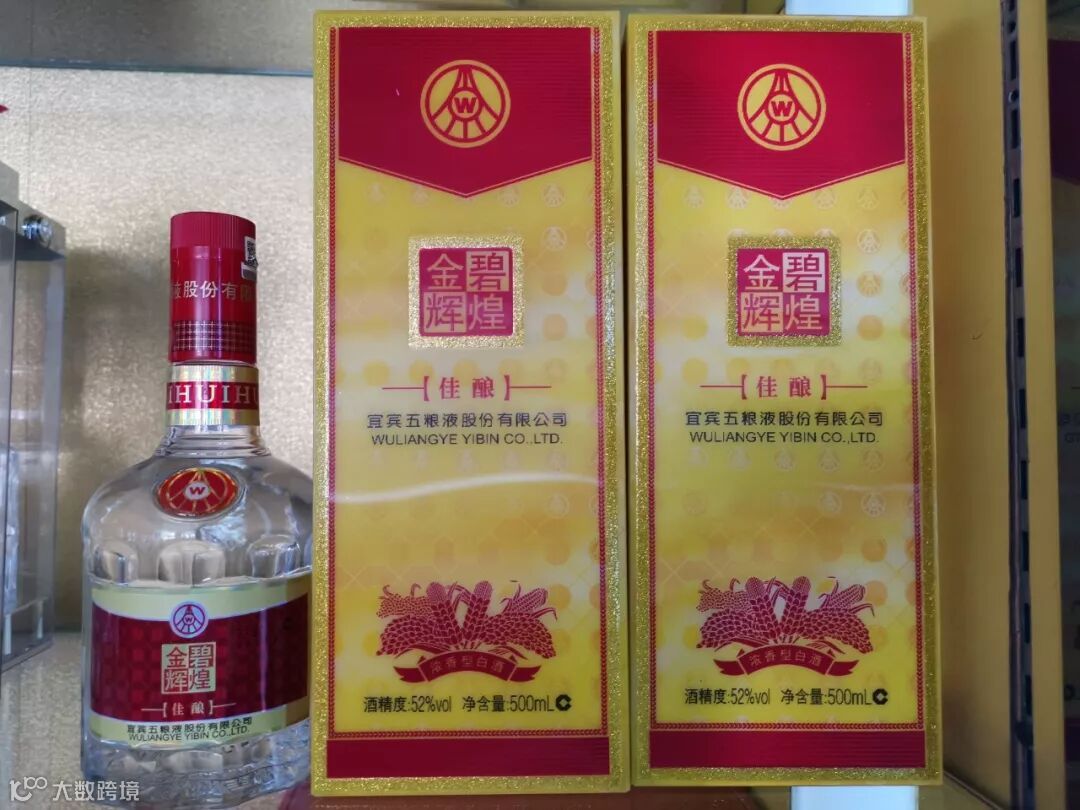 液股份有限
IHUIHU
W
W
金碧
辉煌
【佳酿】
宜宾五粮液股份有限公司
WULIANGYE YIBIN CO.,LTD.
W
金碧
辉煌
【佳酿】
宜宾五粮液股份有限公司
WULIANGYE YIBIN CO.,LTD.
浓香型白酒
酒精度:52%vol 净含量:500mL C
W
金碧
辉煌
【佳酿】
宜宾五粮液股份有限公司
WULIANGYE YIBIN CO.,LTD.
浓香型白酒
酒精度:52%vol 净含量:500mL C
大数跨境